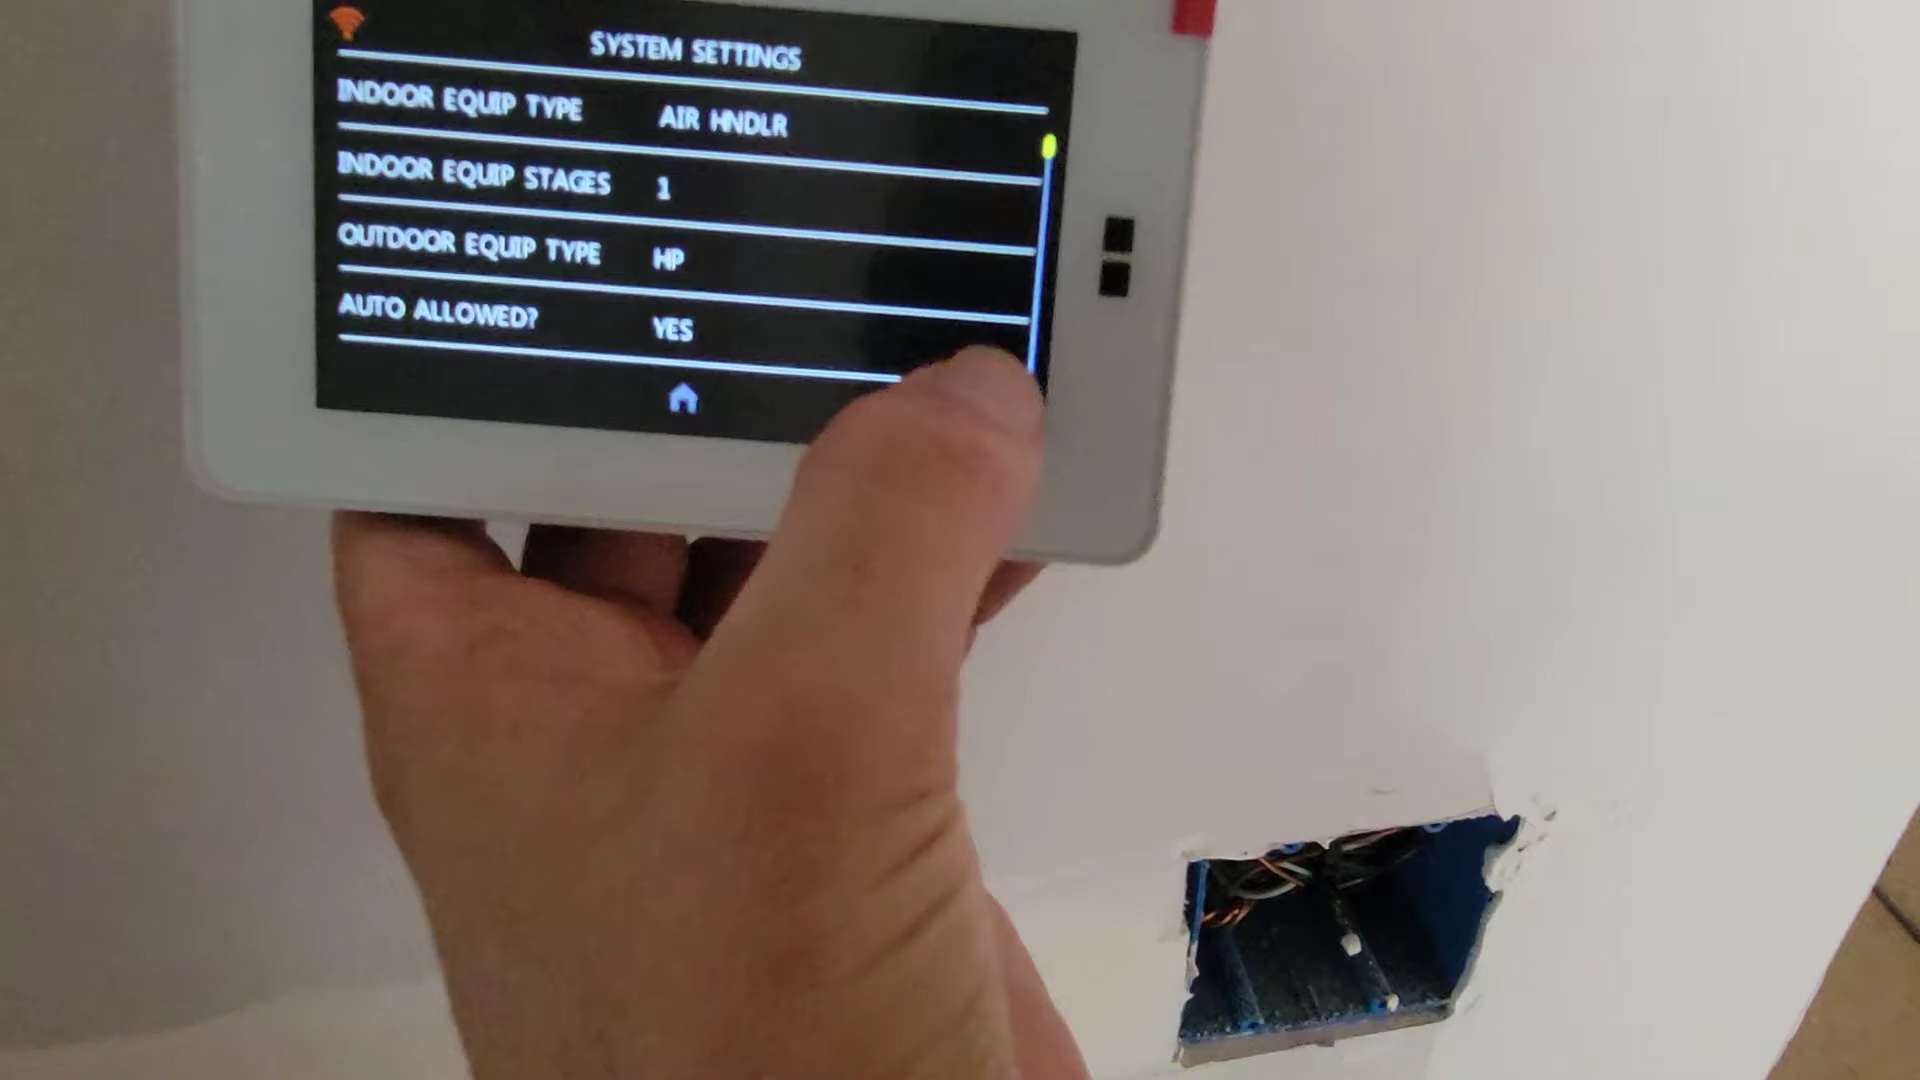 SYSTEM SETTINGS
INDOOR EQUIP TYPE AIR HNDLR
INDOOR EQUIP STAGES 1
OUTDOOR EQUIP TYPE HP
AUTO ALLOWED? YES